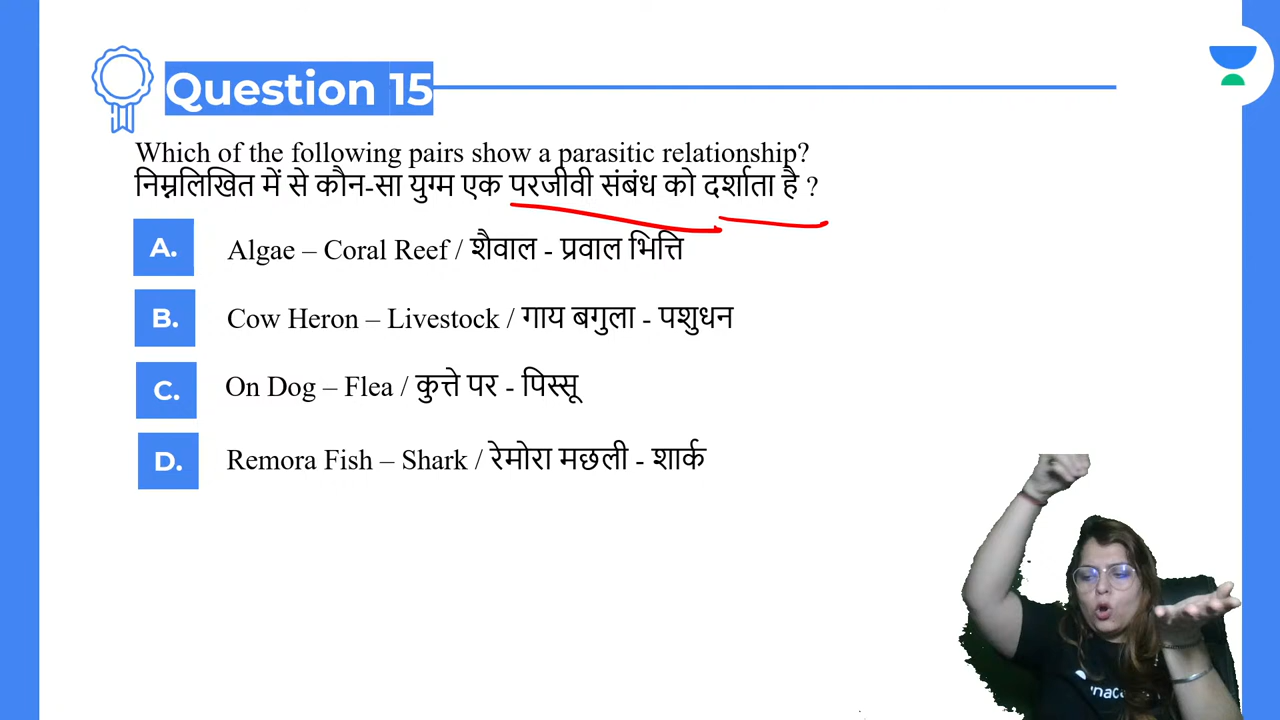 Question 15
Which of the following pairs show a parasitic relationship?
निम्नलिखित में से कौन-सा युग्म एक परजीवी संबंध को दर्शाता है ?
A. Algae – Coral Reef / शैवाल - प्रवाल भित्ति
B. Cow Heron – Livestock / गाय बगुला - पशुधन
C. On Dog – Flea / कुत्ते पर - पिस्सू
D. Remora Fish – Shark / रेमोरा मछली - शार्क